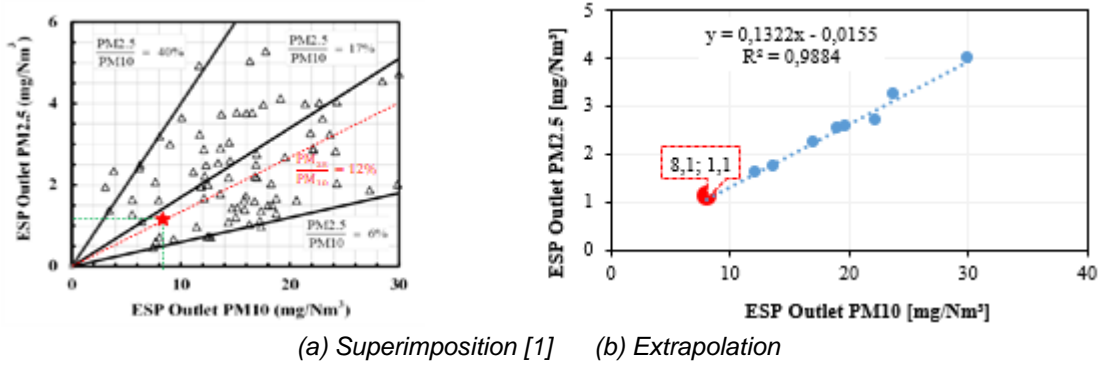 6
4
2
0
0
10
20
30
ESP Outlet PM2.5 (mg/Nm³)
ESP Outlet PM10 (mg/Nm³)
PM2.5
PM10 = 40%
PM2.5
PM10 = 17%
PM2.5
PM10 = 12%
PM2.5
PM10 = 6%
5
4
3
2
1
0
0
10
20
30
40
y = 0,1322x - 0,0155
R² = 0,9884
8,1; 1,1
ESP Outlet PM2.5 [mg/Nm³]
ESP Outlet PM10 [mg/Nm³]
(a) Superimposition [1] (b) Extrapolation